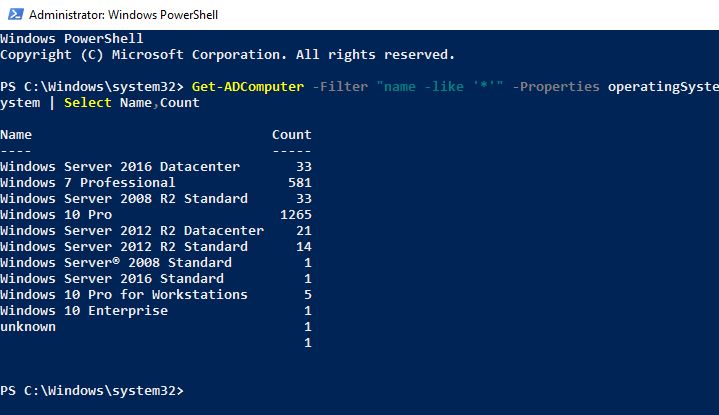 Administrator: Windows PowerShell
Windows PowerShell
Copyright (C) Microsoft Corporation. All rights reserved.
PS C:\Windows\system32> Get-ADComputer -Filter "name -like '*'" -Properties operatingSyste
ystem | Select Name,Count
Name Count
---- -----
Windows Server 2016 Datacenter 33
Windows 7 Professional 581
Windows Server 2008 R2 Standard 33
Windows 10 Pro 1265
Windows Server 2012 R2 Datacenter 21
Windows Server 2012 R2 Standard 14
Windows Server® 2008 Standard 1
Windows Server 2016 Standard 1
Windows 10 Pro for Workstations 5
Windows 10 Enterprise 1
unknown 1
1
PS C:\Windows\system32>